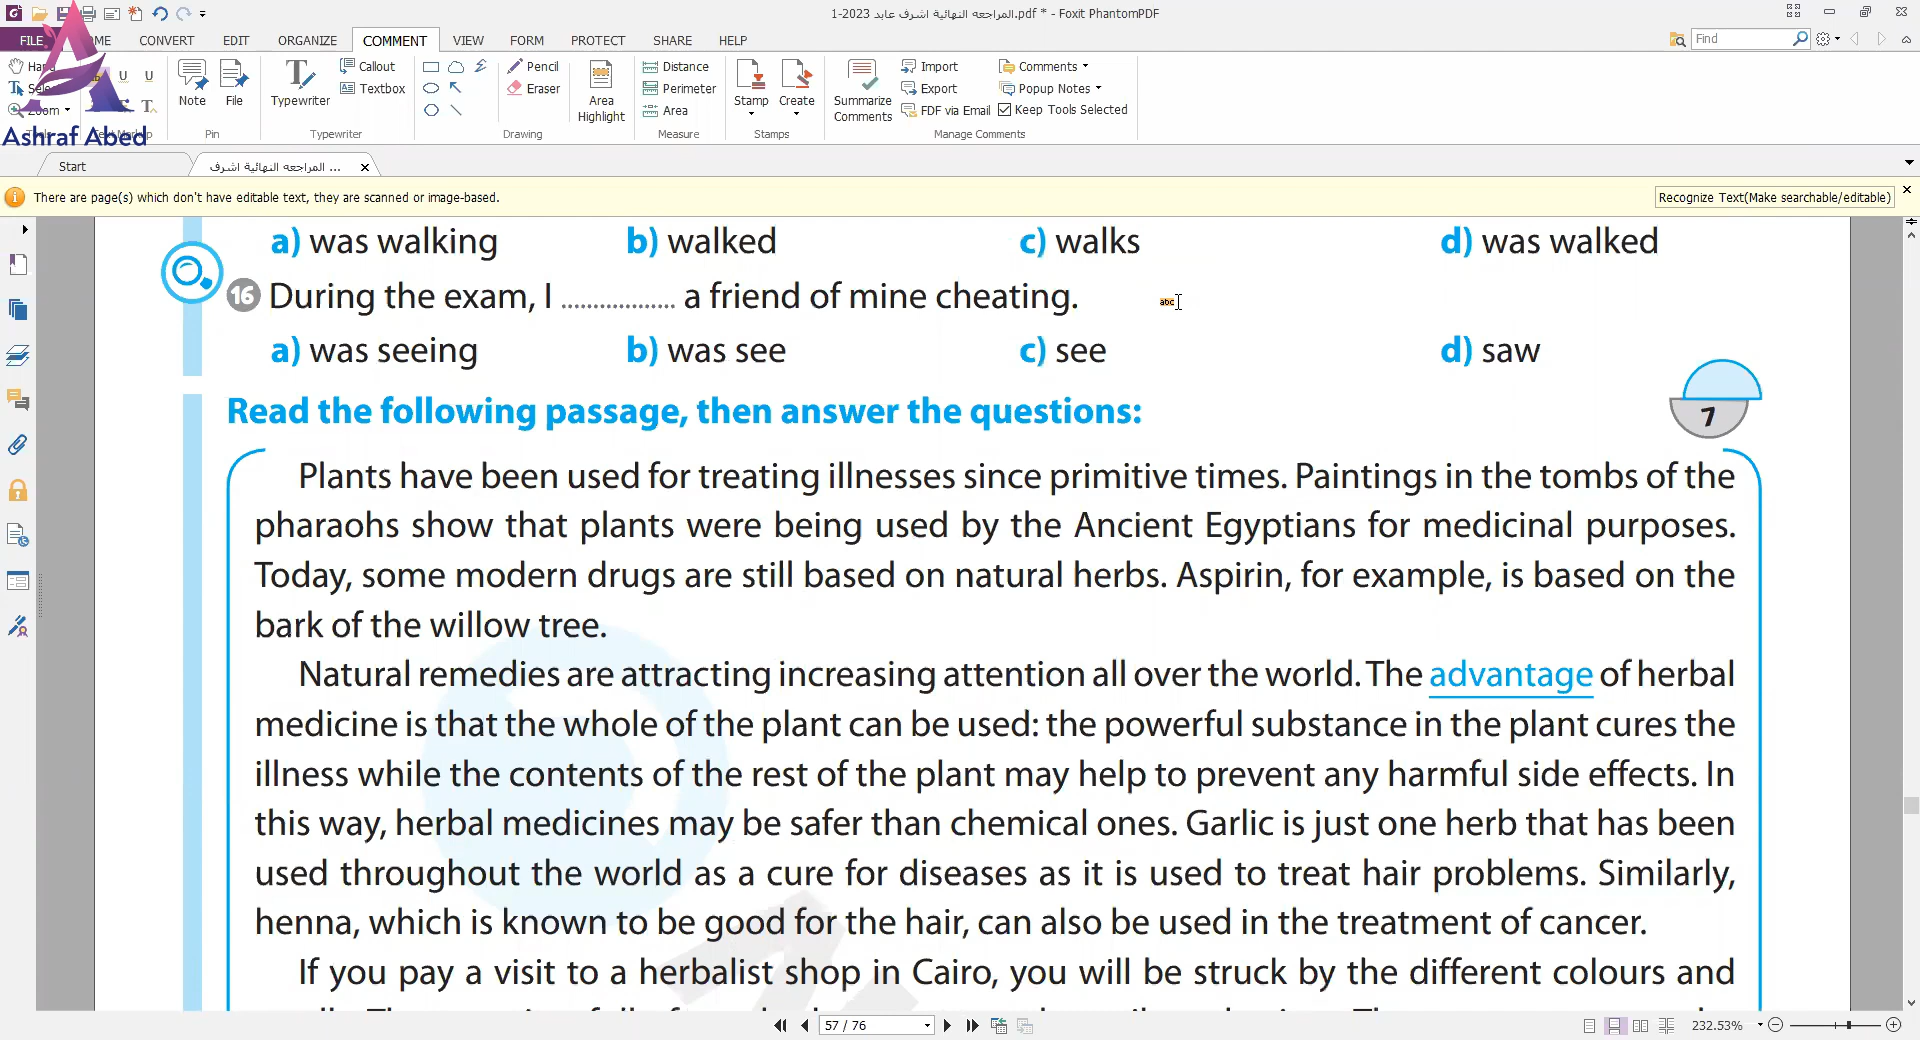 المراجعه النهائية اشرف عابد 2023-1.pdf * - Foxit PhantomPDF
FILE HOME CONVERT EDIT ORGANIZE COMMENT VIEW FORM PROTECT SHARE HELP
Find
Hand
Select
Zoom
Tools
Text Markup
Note
File
Pin
Typewriter
Callout
Textbox
Typewriter
Pencil
Eraser
Drawing
Area Highlight
Distance
Perimeter
Area
Measure
Stamp
Create
Stamps
Summarize Comments
Import
Export
FDF via Email
Comments
Popup Notes
Keep Tools Selected
Manage Comments
Ashraf Abed
Start
المراجعه النهائية اشرف ...
There are page(s) which don't have editable text, they are scanned or image-based.
Recognize Text(Make searchable/editable)
a) was walking b) walked c) walks d) was walked
16 During the exam, I .................. a friend of mine cheating.
abc
a) was seeing b) was see c) see d) saw
Read the following passage, then answer the questions:
7
Plants have been used for treating illnesses since primitive times. Paintings in the tombs of the
pharaohs show that plants were being used by the Ancient Egyptians for medicinal purposes.
Today, some modern drugs are still based on natural herbs. Aspirin, for example, is based on the
bark of the willow tree.
Natural remedies are attracting increasing attention all over the world. The advantage of herbal
medicine is that the whole of the plant can be used: the powerful substance in the plant cures the
illness while the contents of the rest of the plant may help to prevent any harmful side effects. In
this way, herbal medicines may be safer than chemical ones. Garlic is just one herb that has been
used throughout the world as a cure for diseases as it is used to treat hair problems. Similarly,
henna, which is known to be good for the hair, can also be used in the treatment of cancer.
If you pay a visit to a herbalist shop in Cairo, you will be struck by the different colours and
57 / 76
232.53%